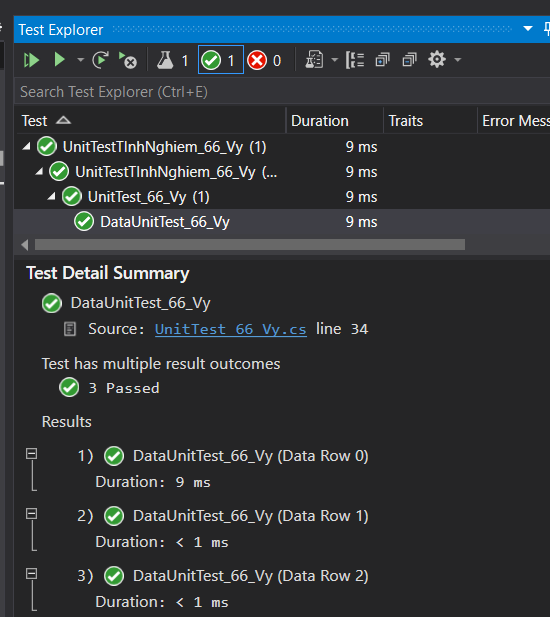 Test Explorer
1 1 0
Search Test Explorer (Ctrl+E)
Test Duration Traits Error Mess
UnitTestTInhNghiem_66_Vy (1) 9 ms
UnitTestTInhNghiem_66_Vy (... 9 ms
UnitTest_66_Vy (1) 9 ms
DataUnitTest_66_Vy 9 ms
Test Detail Summary
DataUnitTest_66_Vy
Source: UnitTest_66_Vy.cs line 34
Test has multiple result outcomes
3 Passed
Results
1) DataUnitTest_66_Vy (Data Row 0)
Duration: 9 ms
2) DataUnitTest_66_Vy (Data Row 1)
Duration: < 1 ms
3) DataUnitTest_66_Vy (Data Row 2)
Duration: < 1 ms